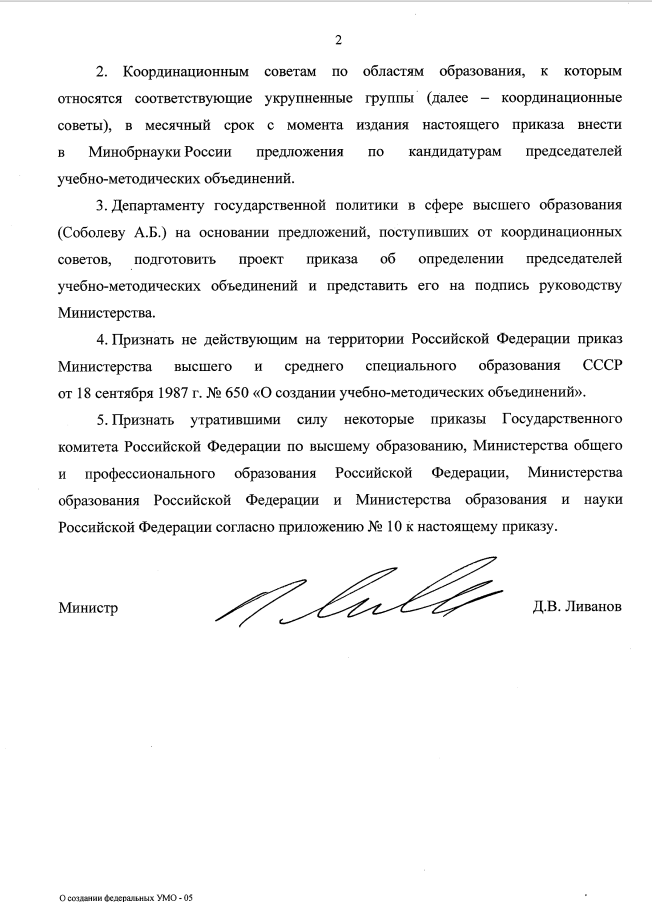 2
2. Координационным советам по областям образования, к которым
относятся соответствующие укрупненные группы (далее – координационные
советы), в месячный срок с момента издания настоящего приказа внести
в Минобрнауки России предложения по кандидатурам председателей
учебно-методических объединений.
3. Департаменту государственной политики в сфере высшего образования
(Соболеву А.Б.) на основании предложений, поступивших от координационных
советов, подготовить проект приказа об определении председателей
учебно-методических объединений и представить его на подпись руководству
Министерства.
4. Признать не действующим на территории Российской Федерации приказ
Министерства высшего и среднего специального образования СССР
от 18 сентября 1987 г. № 650 «О создании учебно-методических объединений».
5. Признать утратившими силу некоторые приказы Государственного
комитета Российской Федерации по высшему образованию, Министерства общего
и профессионального образования Российской Федерации, Министерства
образования Российской Федерации и Министерства образования и науки
Российской Федерации согласно приложению № 10 к настоящему приказу.
Министр Д.В. Ливанов
О создании федеральных УМО - 05